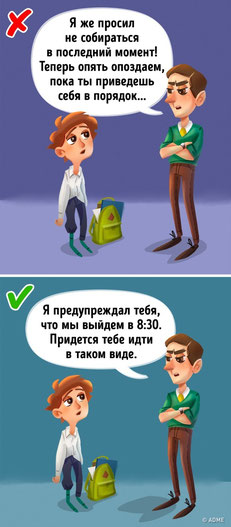 Я же просил
не собираться
в последний момент!
Теперь опять опоздаем,
пока ты приведешь
себя в порядок...
Я предупреждал тебя,
что мы выйдем в 8:30.
Придется тебе идти
в таком виде.
© ADME